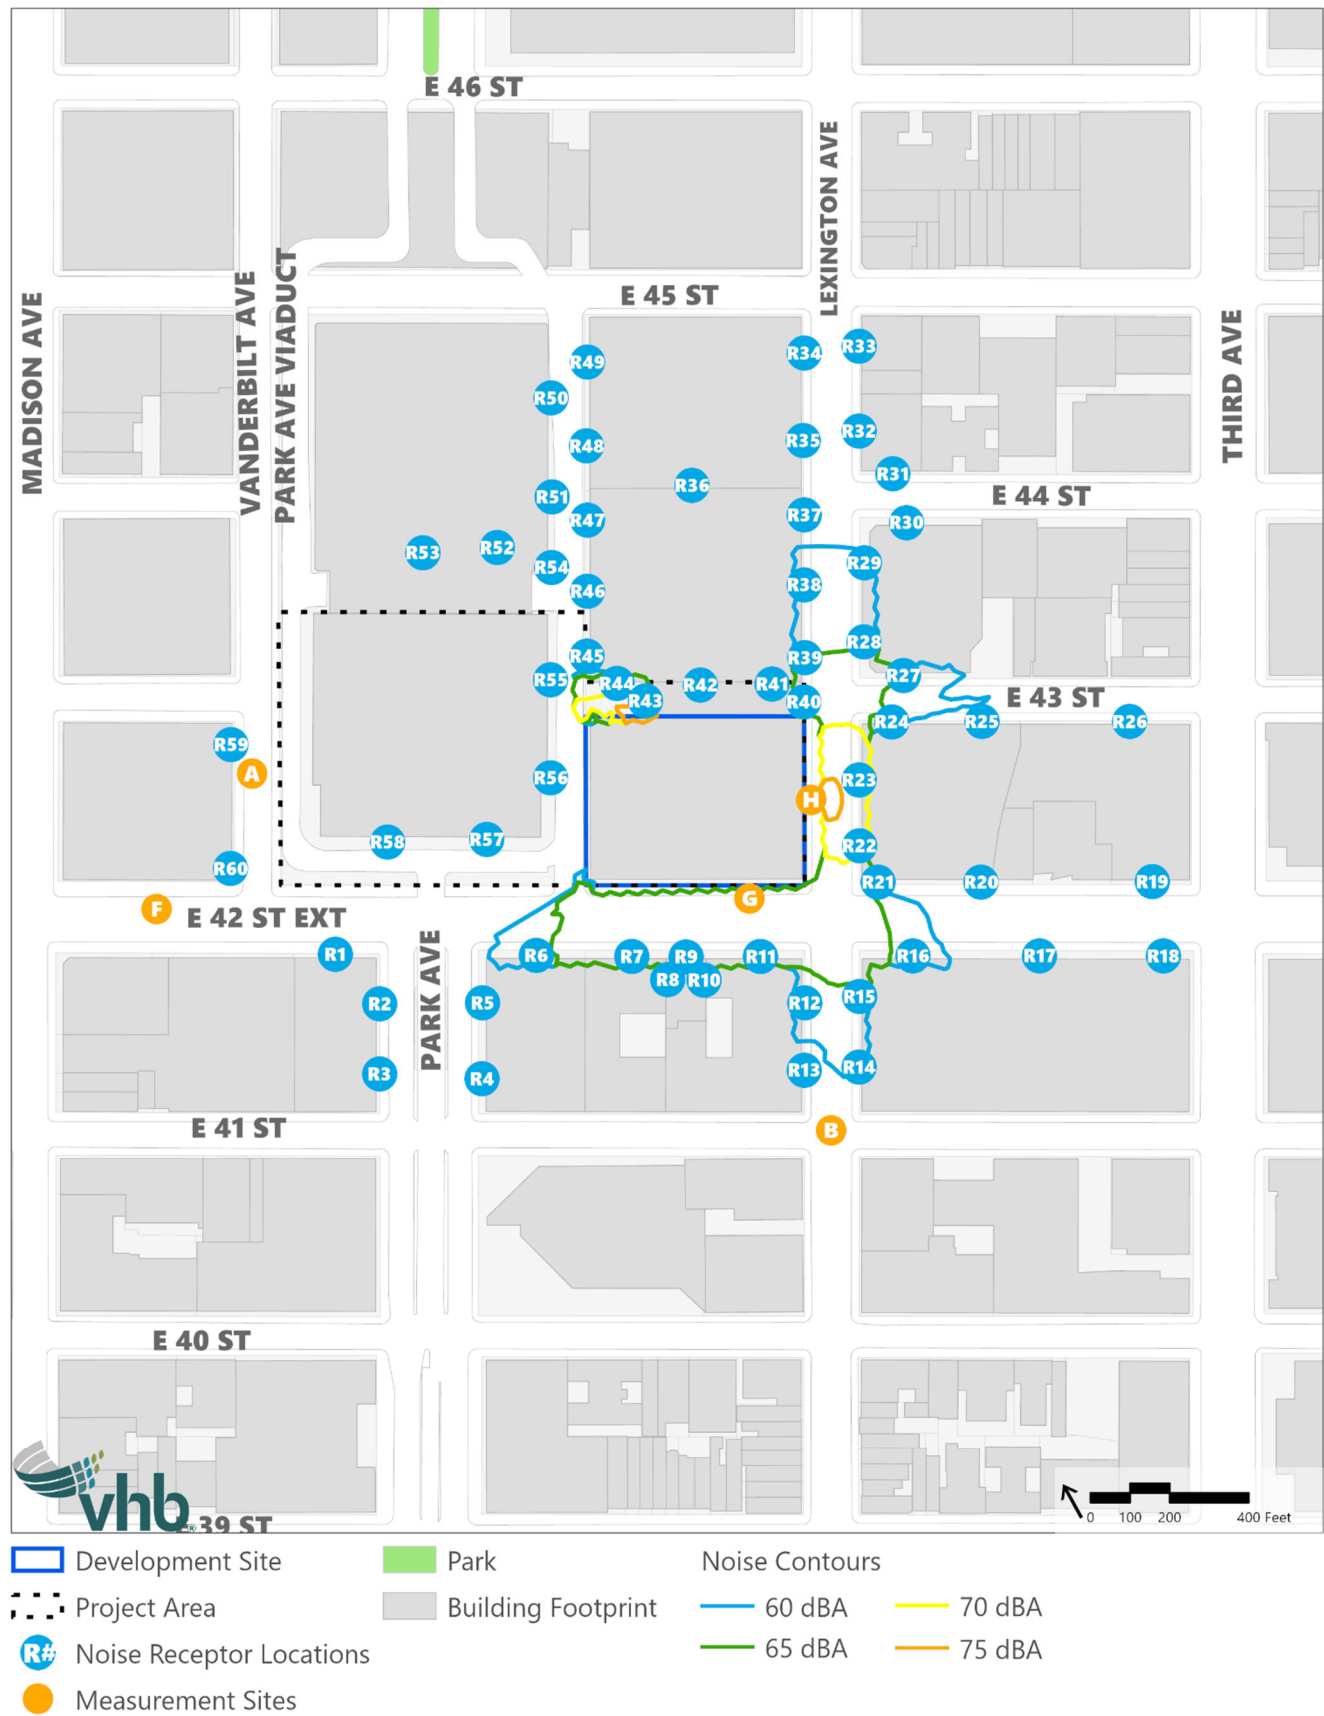 E 46 ST
LEXINGTON AVE
E 45 ST
MADISON AVE
VANDERBILT AVE
PARK AVE VIADUCT
THIRD AVE
R49
R34
R33
R50
R48
R35
R32
R36
R31
R51
E 44 ST
R47
R37
R30
R53
R52
R54
R29
R46
R38
R45
R39
R28
R55
R44
R42
R41
R27
R43
R40
E 43 ST
R24
R25
R26
R59
A
R56
R23
H
R58
R57
R22
R60
R21
R20
R19
F
E 42 ST EXT
G
R1
R6
R7
R9
R11
R16
R17
R18
R8
R10
R2
R5
R12
R15
PARK AVE
R3
R4
R13
R14
E 41 ST
B
E 40 ST
vhb®
E 39 ST
0 100 200 400 Feet
Development Site
Park
Noise Contours
Project Area
Building Footprint
60 dBA
70 dBA
R#
Noise Receptor Locations
65 dBA
75 dBA
Measurement Sites